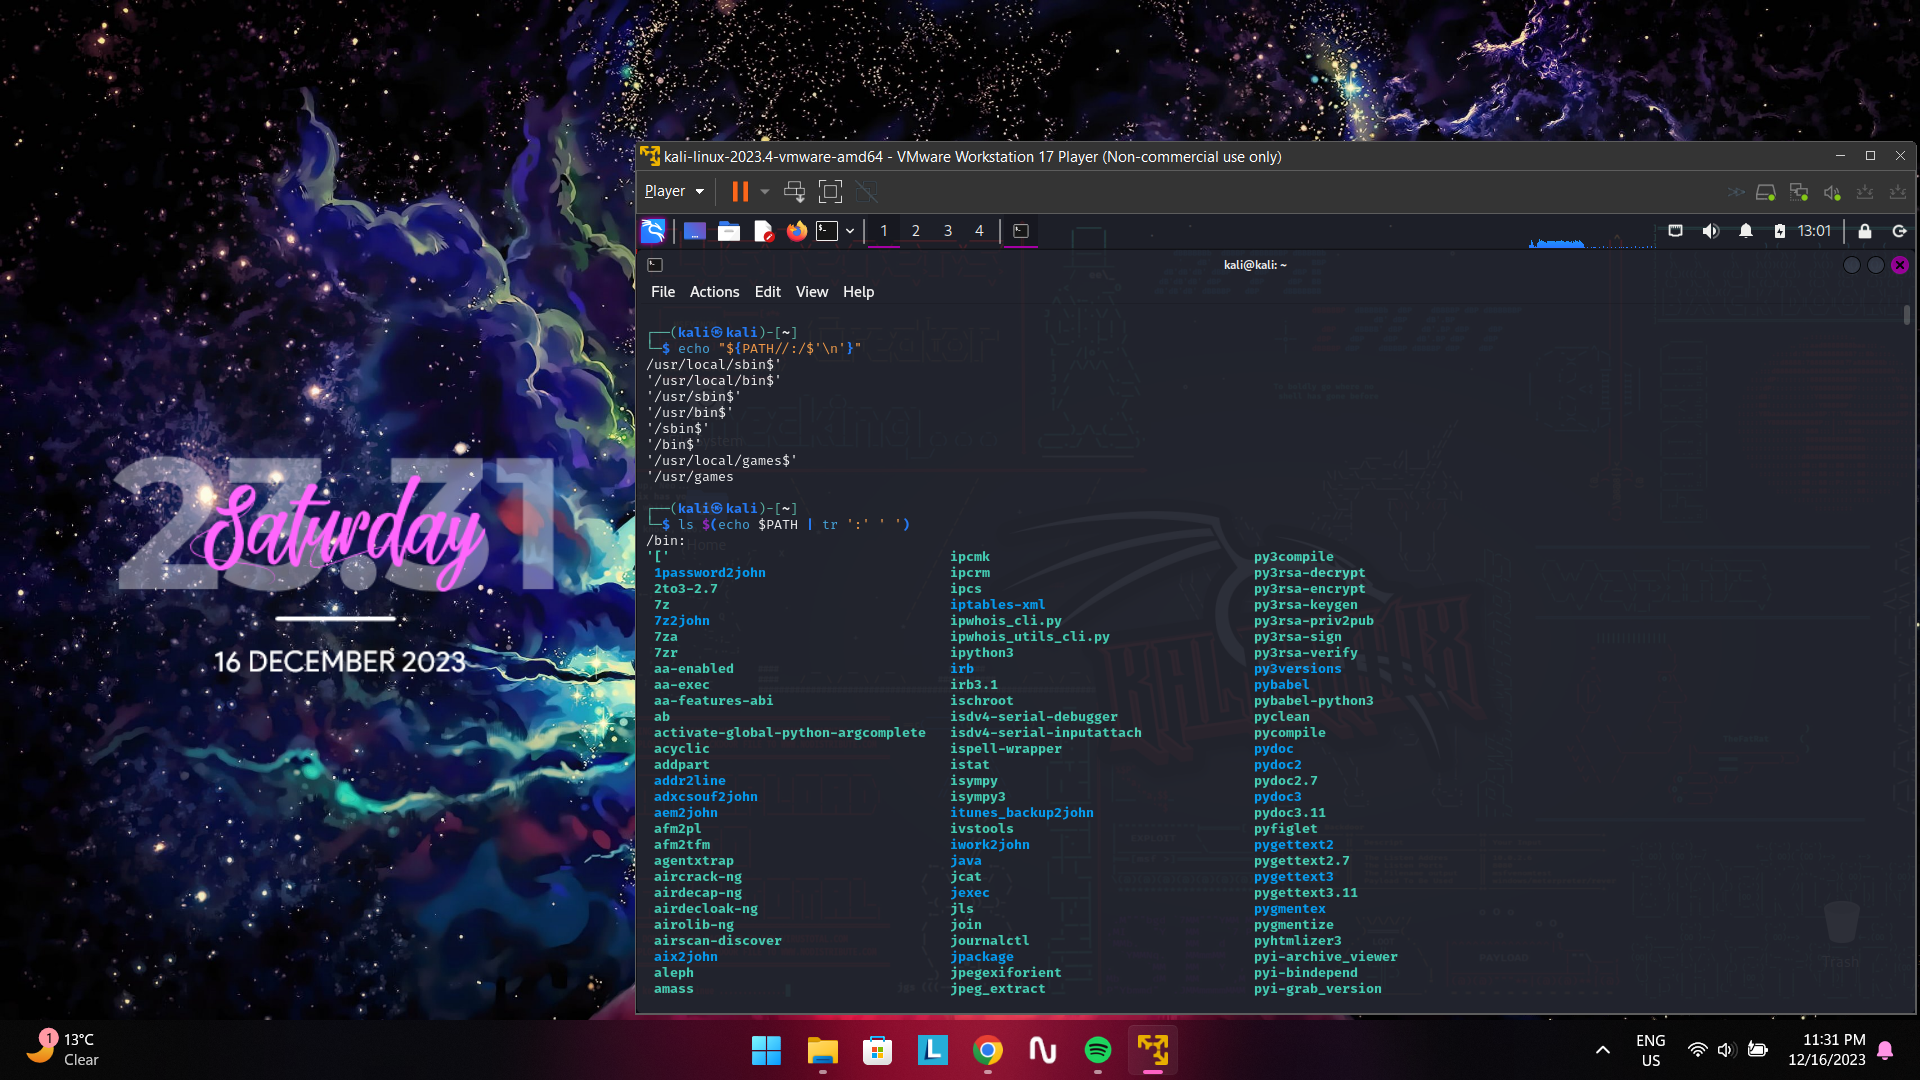 kali-linux-2023.4-vmware-amd64 - VMware Workstation 17 Player (Non-commercial use only)
Player
1 2 3 4
13:01
kali@kali: ~
File Actions Edit View Help
┌──(kali㉿kali)-[~]
└─$ echo "${PATH//:/$'\n'}"
/usr/local/sbin$'
'/usr/local/bin$'
'/usr/sbin$'
'/usr/bin$'
'/sbin$'
'/bin$'
'/usr/local/games$'
'/usr/games
┌──(kali㉿kali)-[~]
└─$ ls $(echo $PATH | tr ':' ' ')
/bin:
'[' ipcmk py3compile
1password2john ipcrm py3rsa-decrypt
2to3-2.7 ipcs py3rsa-encrypt
7z iptables-xml py3rsa-keygen
7z2john ipwhois_cli.py py3rsa-priv2pub
7za ipwhois_utils_cli.py py3rsa-sign
7zr ipython3 py3rsa-verify
aa-enabled irb py3versions
aa-exec irb3.1 pybabel
aa-features-abi ischroot pybabel-python3
ab isdv4-serial-debugger pyclean
activate-global-python-argcomplete isdv4-serial-inputattach pycompile
acyclic ispell-wrapper pydoc
addpart istat pydoc2
addr2line isympy pydoc2.7
adxcsouf2john isympy3 pydoc3
aem2john itunes_backup2john pydoc3.11
afm2pl ivstools pyfiglet
afm2tfm iwork2john pygettext2
agentxtrap java pygettext2.7
aircrack-ng jcat pygettext3
airdecap-ng jexec pygettext3.11
airdecloak-ng jls pygmentex
airolib-ng join pygmentize
airscan-discover journalctl pyhtmlizer3
aix2john jpackage pyi-archive_viewer
aleph jpegexiforient pyi-bindepend
amass jpeg_extract pyi-grab_version
Home
Trash
23.31
Saturday
16 DECEMBER 2023
1
13°C
Clear
ENG
US
11:31 PM
12/16/2023